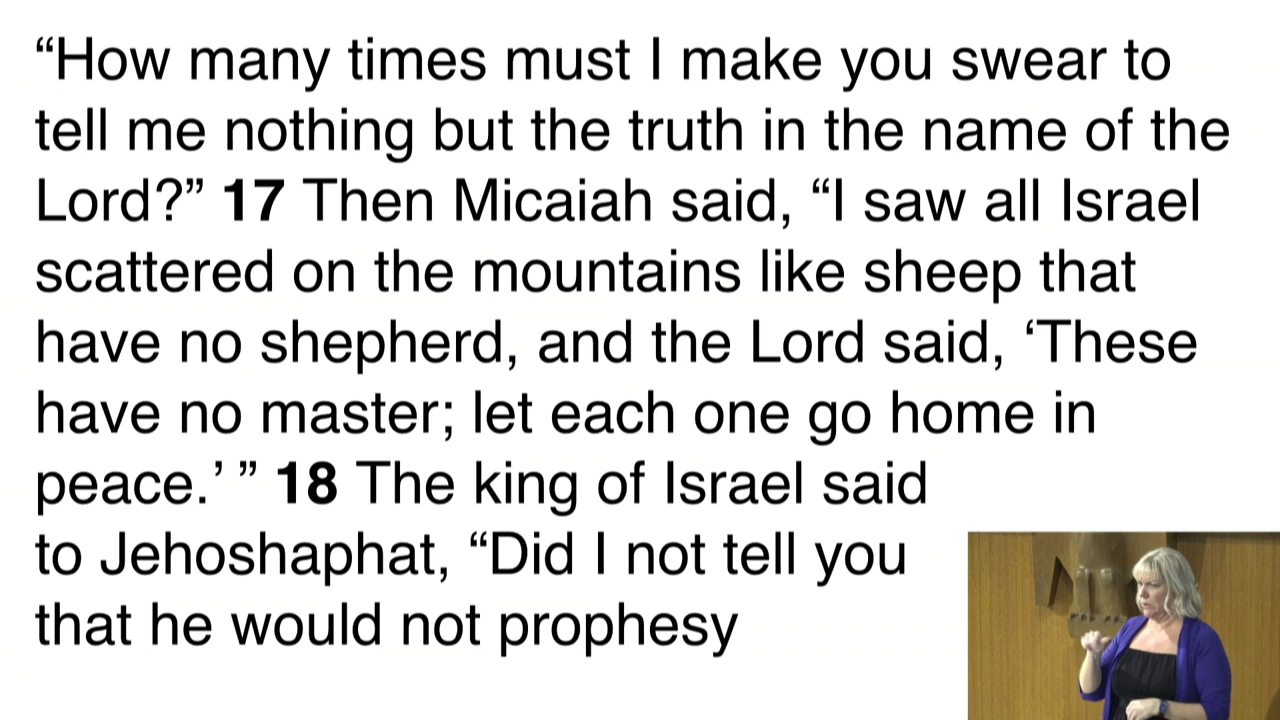 “How many times must I make you swear to
tell me nothing but the truth in the name of the
Lord?” 17 Then Micaiah said, “I saw all Israel
scattered on the mountains like sheep that
have no shepherd, and the Lord said, ‘These
have no master; let each one go home in
peace.’ ” 18 The king of Israel said
to Jehoshaphat, “Did I not tell you
that he would not prophesy